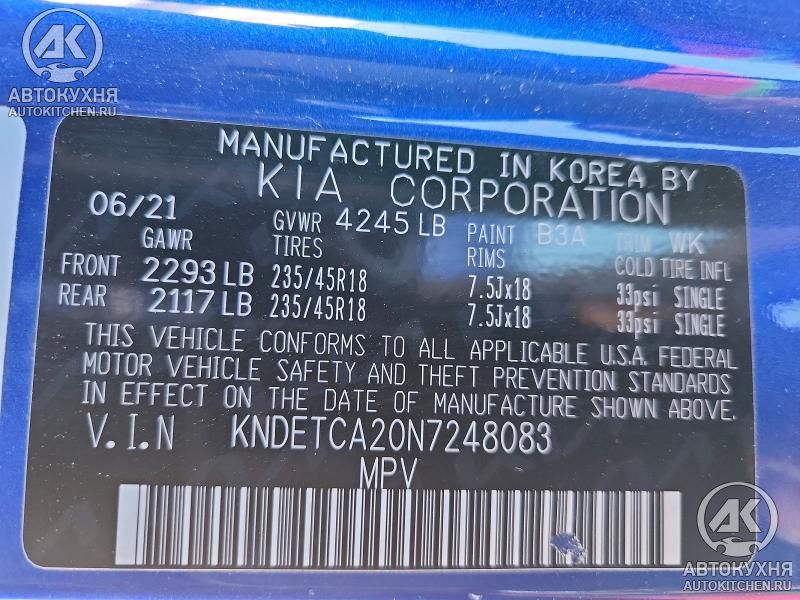 AK
АВТОКУХНЯ
AUTOKITCHEN.RU
MANUFACTURED IN KOREA BY
KIA CORPORATION
06/21 GVWR 4245 LB PAINT B3A TRIM WK
GAWR TIRES RIMS COLD TIRE INFL
FRONT 2293 LB 235/45R18 7.5Jx18 33psi SINGLE
REAR 2117 LB 235/45R18 7.5Jx18 33psi SINGLE
THIS VEHICLE CONFORMS TO ALL APPLICABLE U.S.A. FEDERAL
MOTOR VEHICLE SAFETY AND THEFT PREVENTION STANDARDS
IN EFFECT ON THE DATE OF MANUFACTURE SHOWN ABOVE.
V.I.N KNDETCA20N7248083
MPV
AK
АВТОКУХНЯ
AUTOKITCHEN.RU